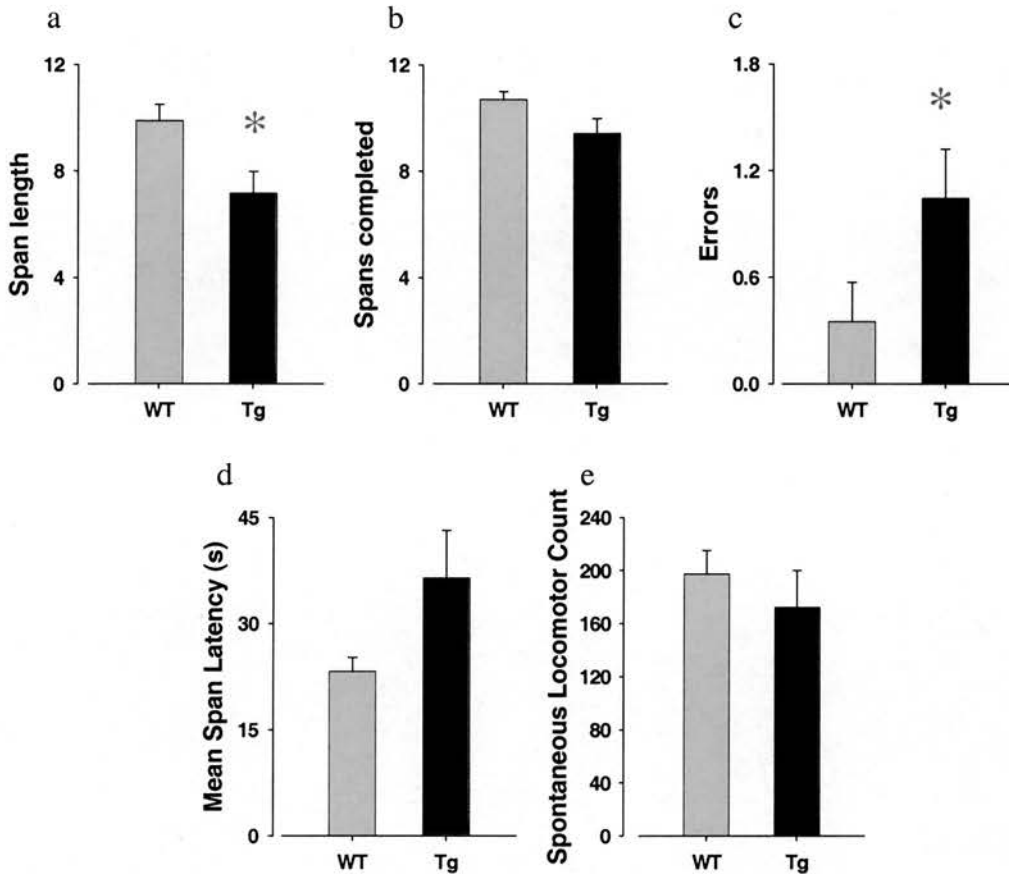 a
Span length
12
8
4
0
*
WT Tg
b
Spans completed
12
8
4
0
WT Tg
c
Errors
1.8
1.2
0.6
0.0
*
WT Tg
d
Mean Span Latency (s)
45
30
15
0
WT Tg
e
Spontaneous Locomotor Count
240
200
160
120
80
40
0
WT Tg